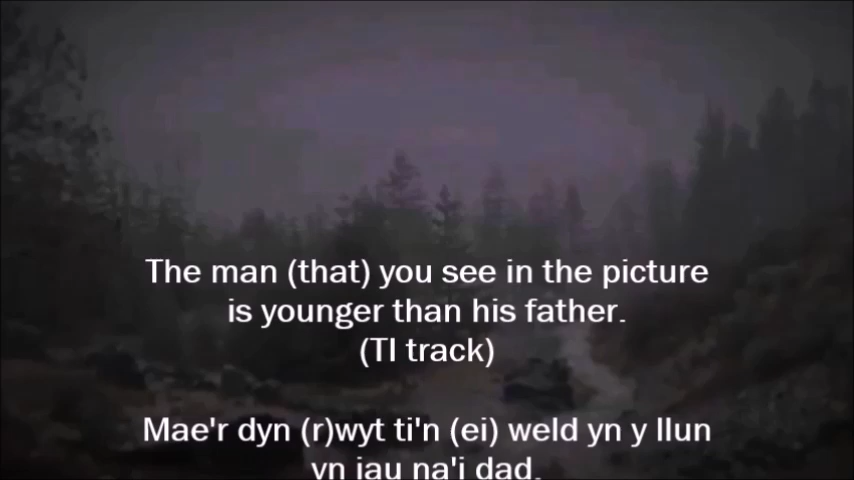 The man (that) you see in the picture
is younger than his father.
(TI track)
Mae'r dyn (r)wyt ti'n (ei) weld yn y llun
yn iau na'i dad.